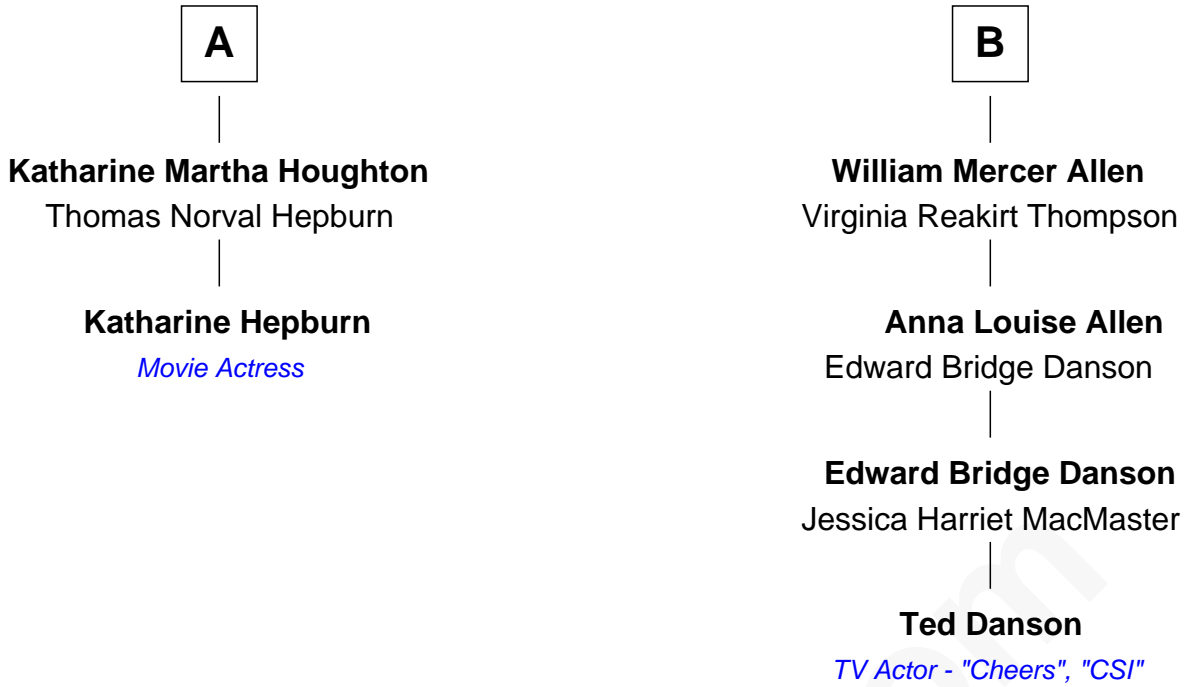 A
Katharine Martha Houghton
Thomas Norval Hepburn
Katharine Hepburn
Movie Actress
B
William Mercer Allen
Virginia Reakirt Thompson
Anna Louise Allen
Edward Bridge Danson
Edward Bridge Danson
Jessica Harriet MacMaster
Ted Danson
TV Actor - "Cheers", "CSI"